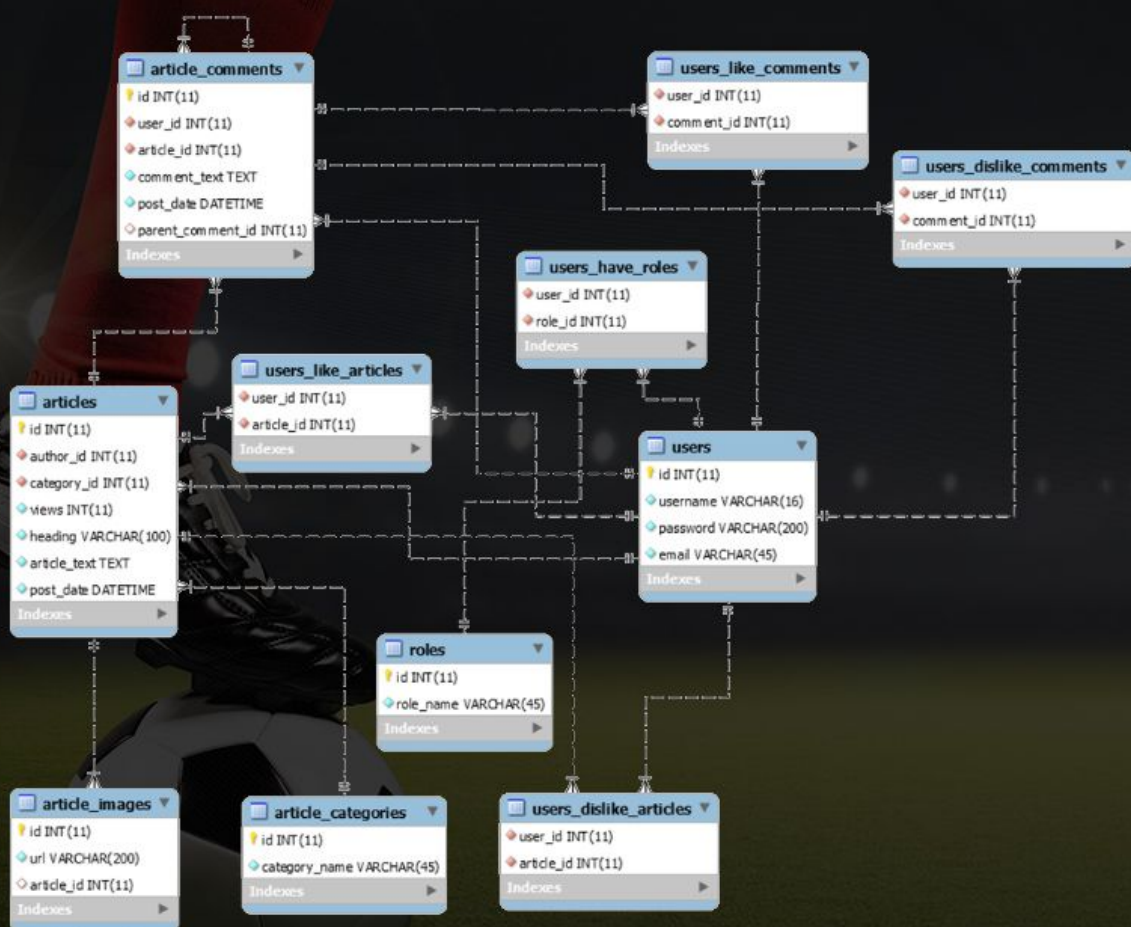 article_comments
id INT(11)
user_id INT(11)
article_id INT(11)
comment_text TEXT
post_date DATETIME
parent_comment_id INT(11)
Indexes
users_like_comments
user_id INT(11)
comment_id INT(11)
Indexes
users_dislike_comments
user_id INT(11)
comment_id INT(11)
Indexes
users_have_roles
user_id INT(11)
role_id INT(11)
Indexes
users_like_articles
user_id INT(11)
article_id INT(11)
Indexes
articles
id INT(11)
author_id INT(11)
category_id INT(11)
views INT(11)
heading VARCHAR(100)
article_text TEXT
post_date DATETIME
Indexes
users
id INT(11)
username VARCHAR(16)
password VARCHAR(200)
email VARCHAR(45)
Indexes
roles
id INT(11)
role_name VARCHAR(45)
Indexes
article_images
id INT(11)
url VARCHAR(200)
article_id INT(11)
Indexes
article_categories
id INT(11)
category_name VARCHAR(45)
Indexes
users_dislike_articles
user_id INT(11)
article_id INT(11)
Indexes